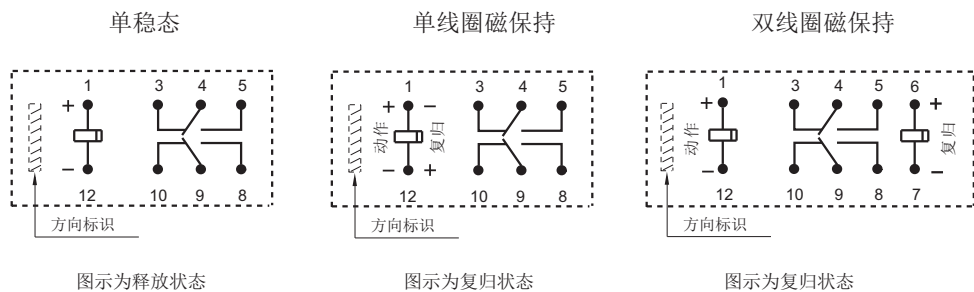 单稳态
单线圈磁保持
双线圈磁保持
1 3 4 5
+
−
12 10 9 8
方向标识
图示为释放状态
1 3 4 5
+ −
动作 复归
− +
12 10 9 8
方向标识
图示为复归状态
1 3 4 5 6
+ +
动作 复归
− −
12 10 9 8 7
方向标识
图示为复归状态